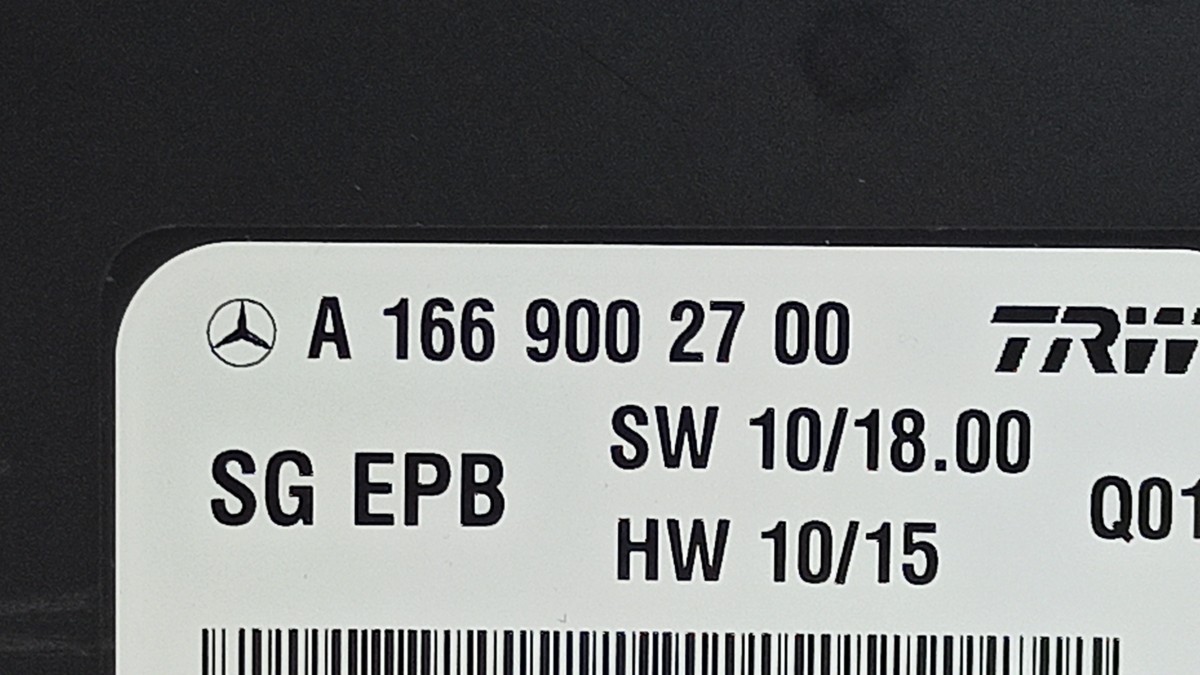 A 166 900 27 00 TRW
SG EPB
SW 10/18.00
HW 10/15
Q01